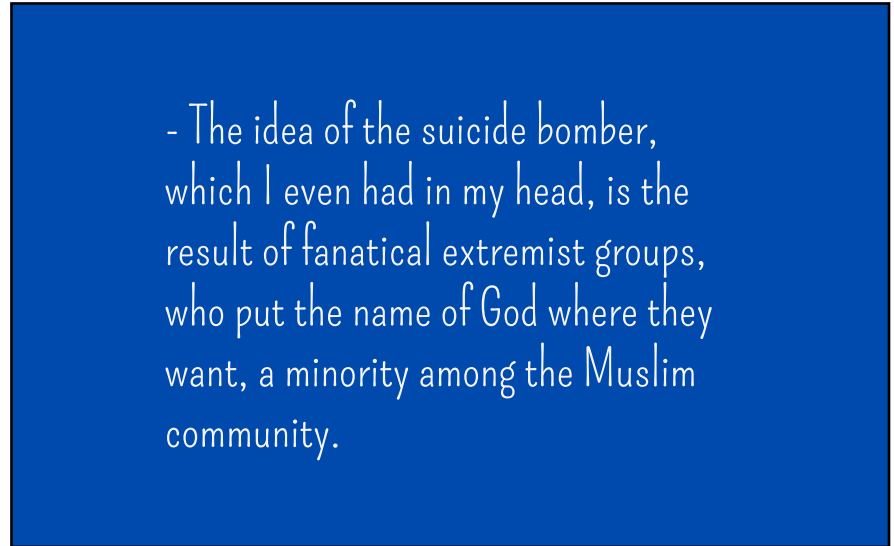 - The idea of the suicide bomber,
which I even had in my head, is the
result of fanatical extremist groups,
who put the name of God where they
want, a minority among the Muslim
community.